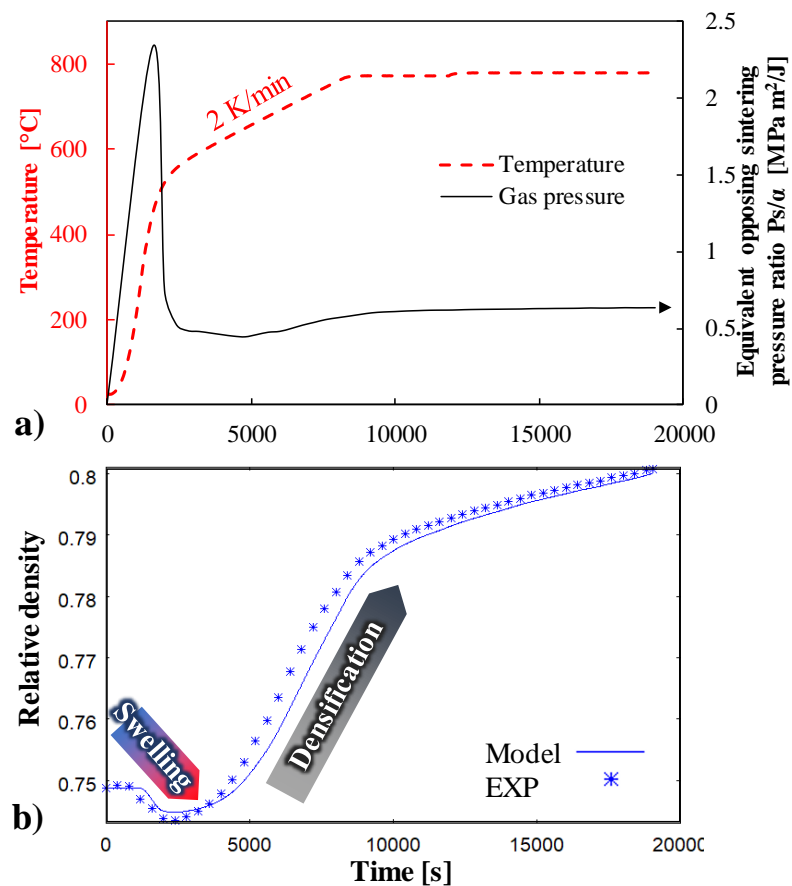 2.5
800
2
600
1.5
400
1
200
0.5
0
0
Temperature [°C]
2 K/min
Temperature
Gas pressure
Equivalent opposing sintering
pressure ratio Ps/α [MPa m²/J]
a)
0
5000
10000
15000
20000
0.8
0.79
0.78
0.77
0.76
0.75
Relative density
Swelling
Densification
Model
EXP
b)
0
5000
10000
15000
2000
Time [s]